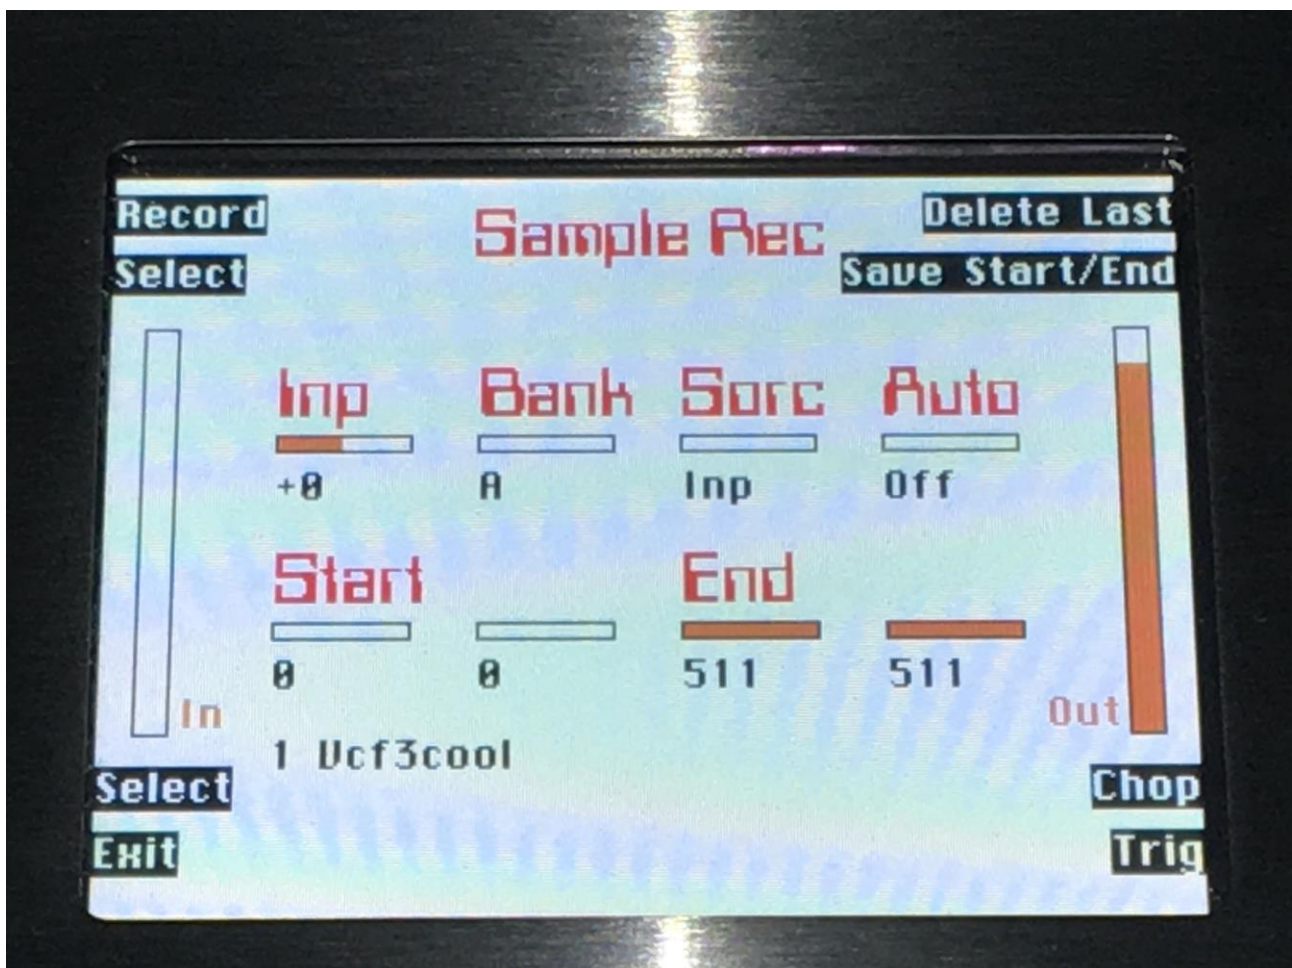 Record
Sample Rec
Delete Last
Select
Save Start/End
Inp Bank Sorc Auto
+0 A Inp Off
Start End
0 0 511 511
In
Out
1 Vcf3cool
Select
Chop
Exit
Trig